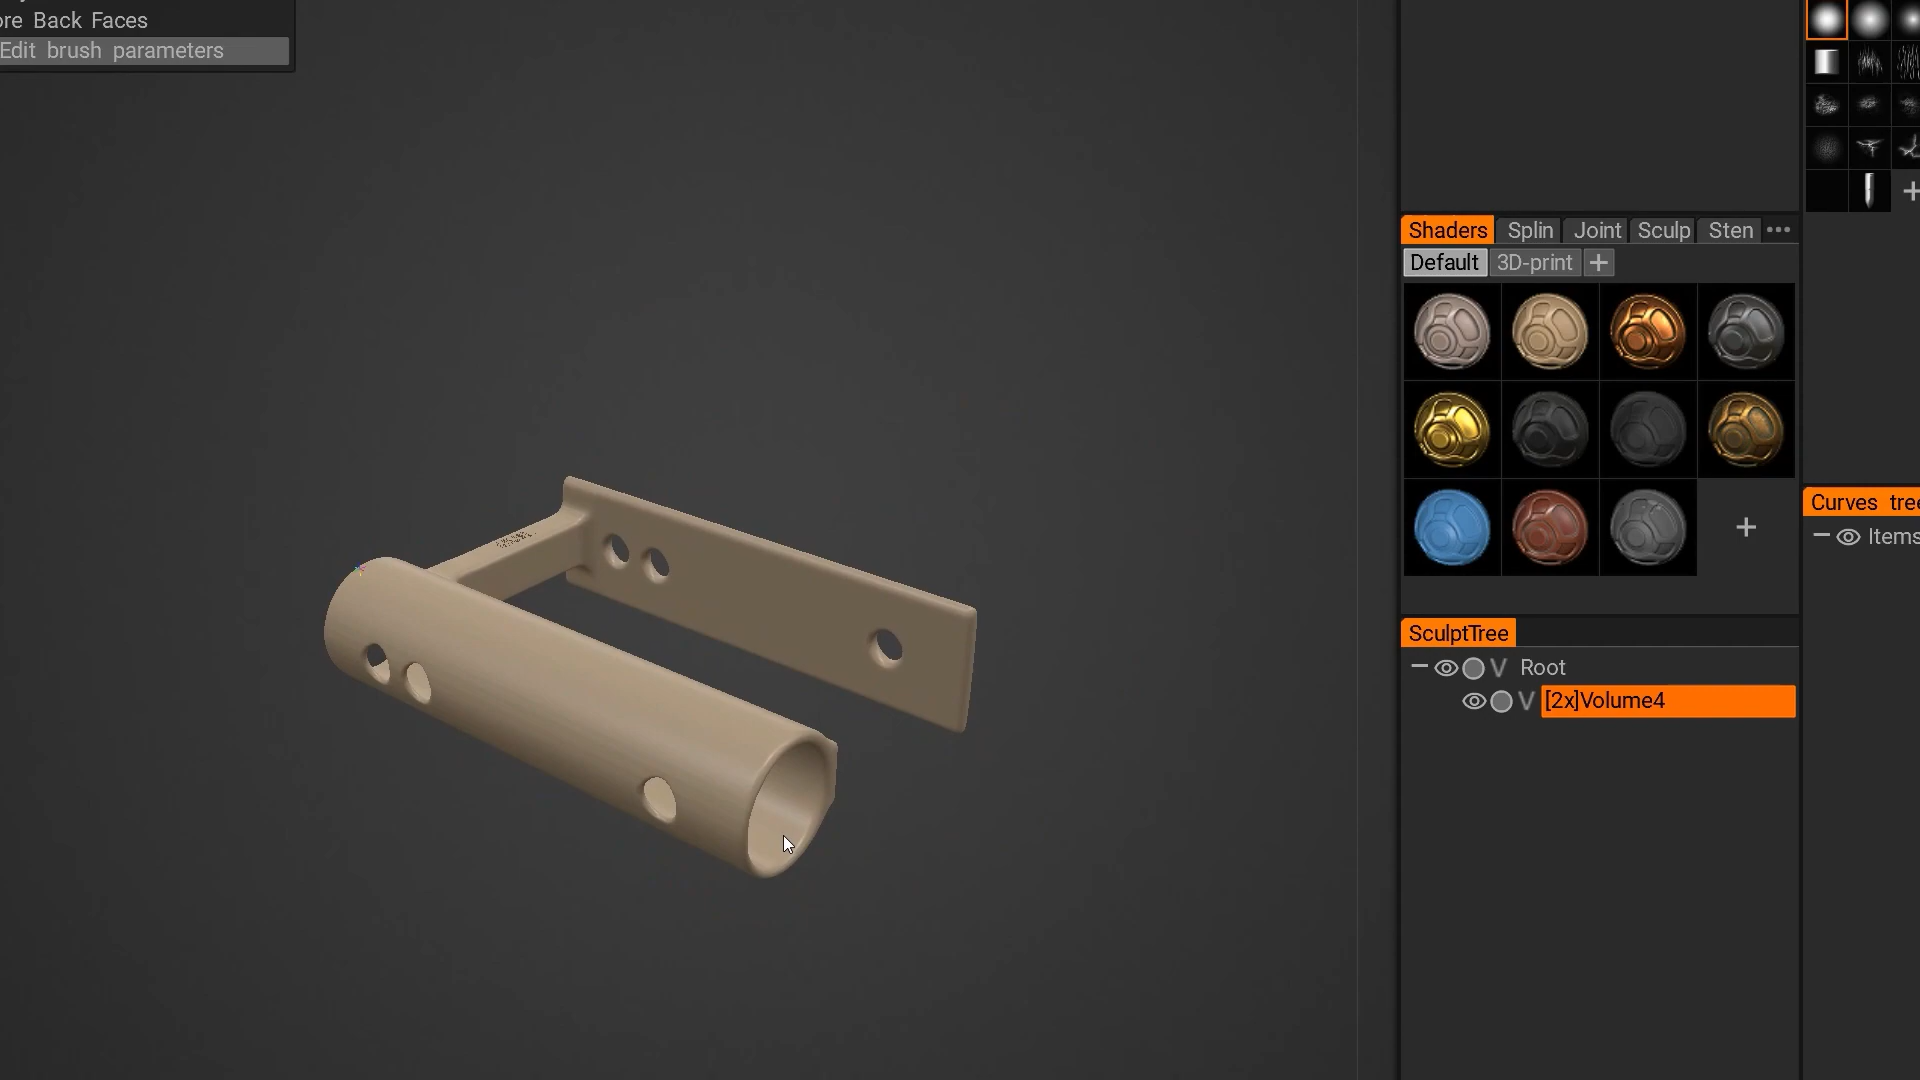 ore Back Faces
Edit brush parameters
Shaders Splin Joint Sculp Sten •••
Default 3D-print +
SculptTree
V Root
V [2x]Volume4
Curves tree
Items